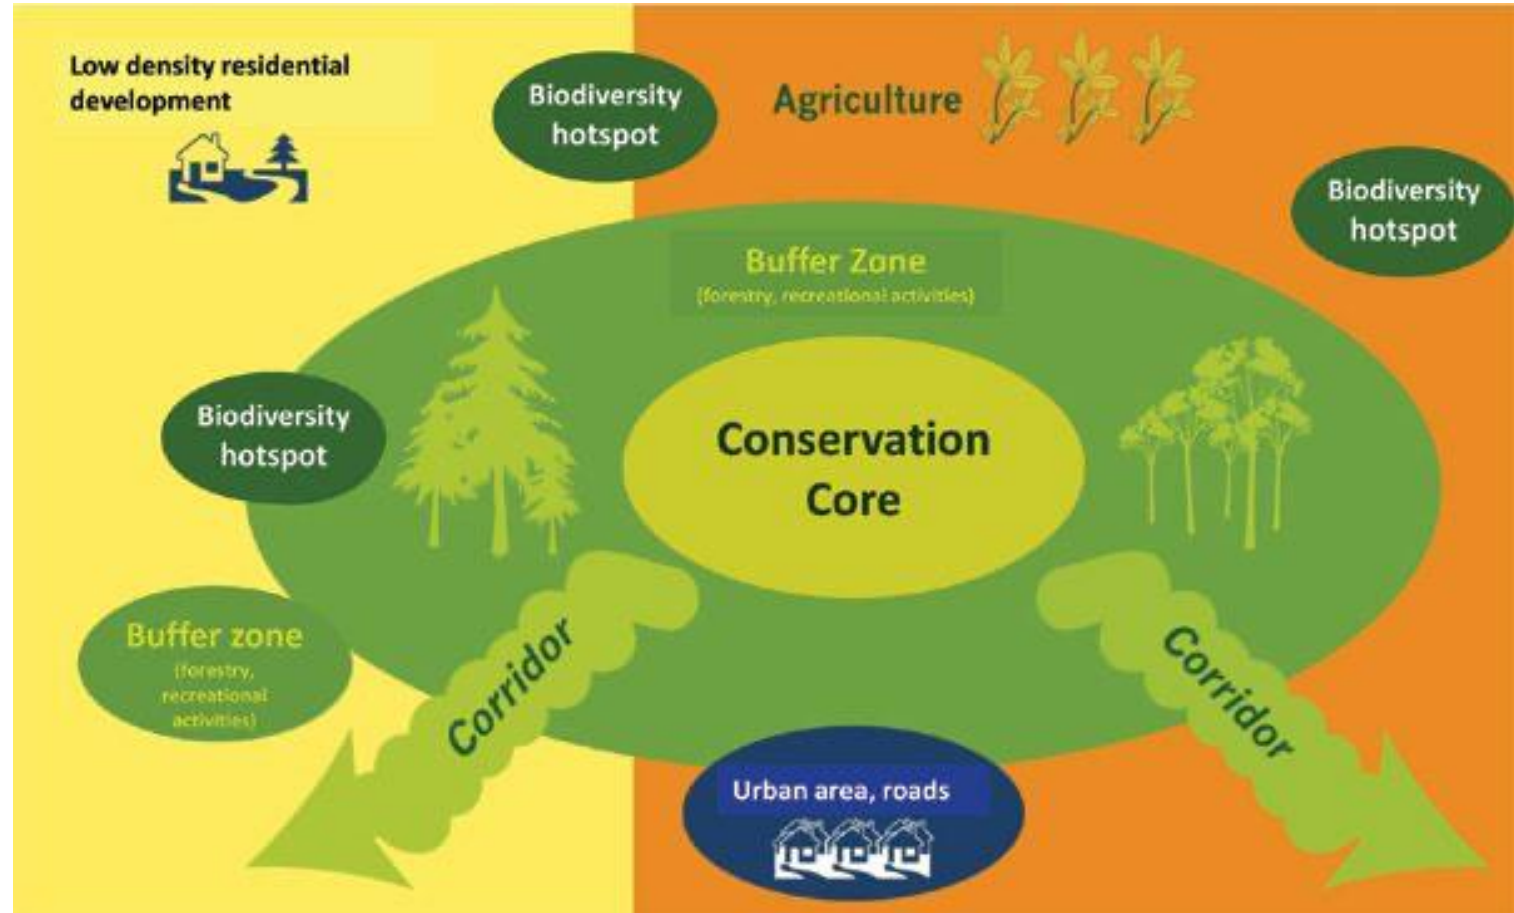 Low density residential
development
Biodiversity
hotspot
Agriculture
Biodiversity
hotspot
Buffer Zone
(forestry, recreational activities)
Biodiversity
hotspot
Conservation
Core
Buffer zone
(forestry,
recreational
activities)
Corridor
Corridor
Urban area, roads